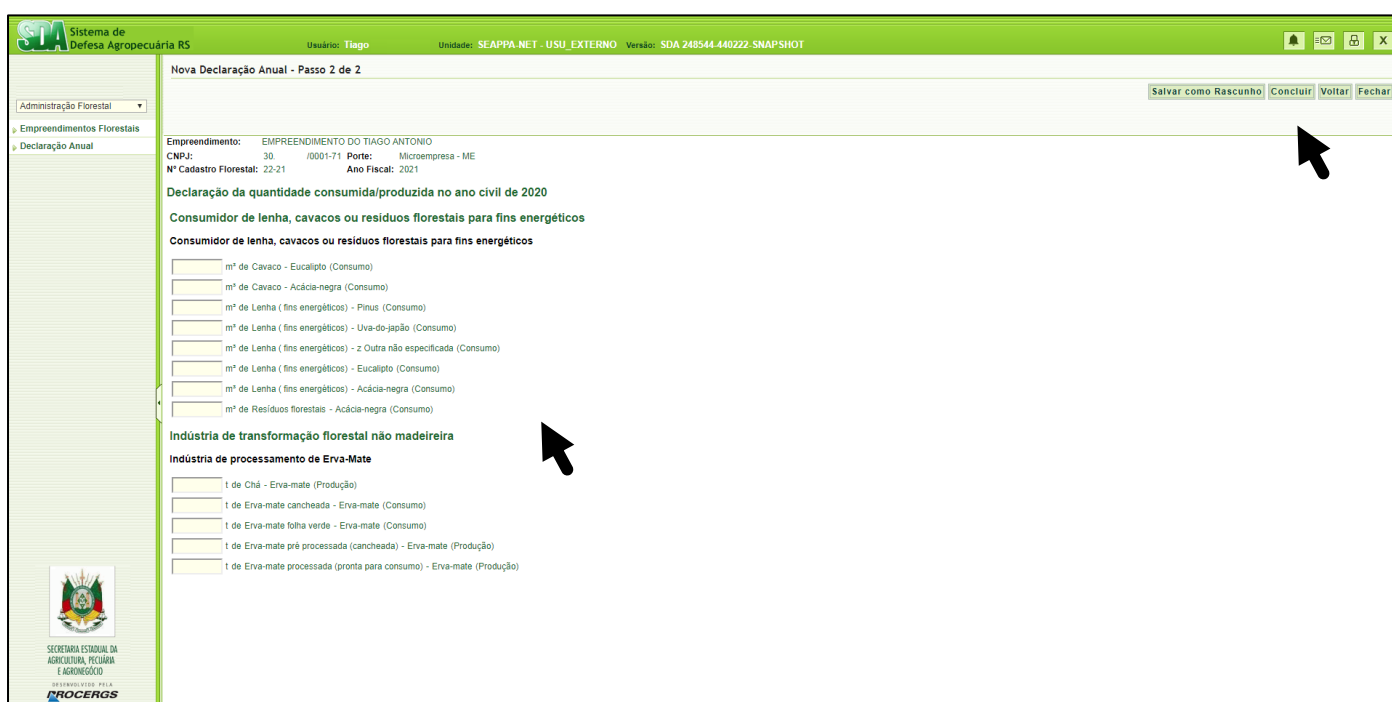 SDA Sistema de
Defesa Agropecuária RS
Usuário: Tiago Unidade: SEAPPA-NET - USU_EXTERNO Versão: SDA 248544-440222-SNAPSHOT
X
Nova Declaração Anual - Passo 2 de 2
Salvar como Rascunho Concluir Voltar Fechar
Administração Florestal
Empreendimentos Florestais
Declaração Anual
Empreendimento: EMPREENDIMENTO DO TIAGO ANTONIO
CNPJ: 30. /0001-71 Porte: Microempresa - ME
Nº Cadastro Florestal: 22-21 Ano Fiscal: 2021
Declaração da quantidade consumida/produzida no ano civil de 2020
Consumidor de lenha, cavacos ou resíduos florestais para fins energéticos
Consumidor de lenha, cavacos ou resíduos florestais para fins energéticos
m³ de Cavaco - Eucalipto (Consumo)
m³ de Cavaco - Acácia-negra (Consumo)
m³ de Lenha ( fins energéticos) - Pinus (Consumo)
m³ de Lenha ( fins energéticos) - Uva-do-japão (Consumo)
m³ de Lenha ( fins energéticos) - z Outra não especificada (Consumo)
m³ de Lenha ( fins energéticos) - Eucalipto (Consumo)
m³ de Lenha ( fins energéticos) - Acácia-negra (Consumo)
m³ de Resíduos florestais - Acácia-negra (Consumo)
Indústria de transformação florestal não madeireira
Indústria de processamento de Erva-Mate
t de Chá - Erva-mate (Produção)
t de Erva-mate cancheada - Erva-mate (Consumo)
t de Erva-mate folha verde - Erva-mate (Consumo)
t de Erva-mate pré processada (cancheada) - Erva-mate (Produção)
t de Erva-mate processada (pronta para consumo) - Erva-mate (Produção)
SECRETARIA ESTADUAL DA
AGRICULTURA, PECUÁRIA
E AGRONEGÓCIO
DESENVOLVIDO PELA
PROCERGS